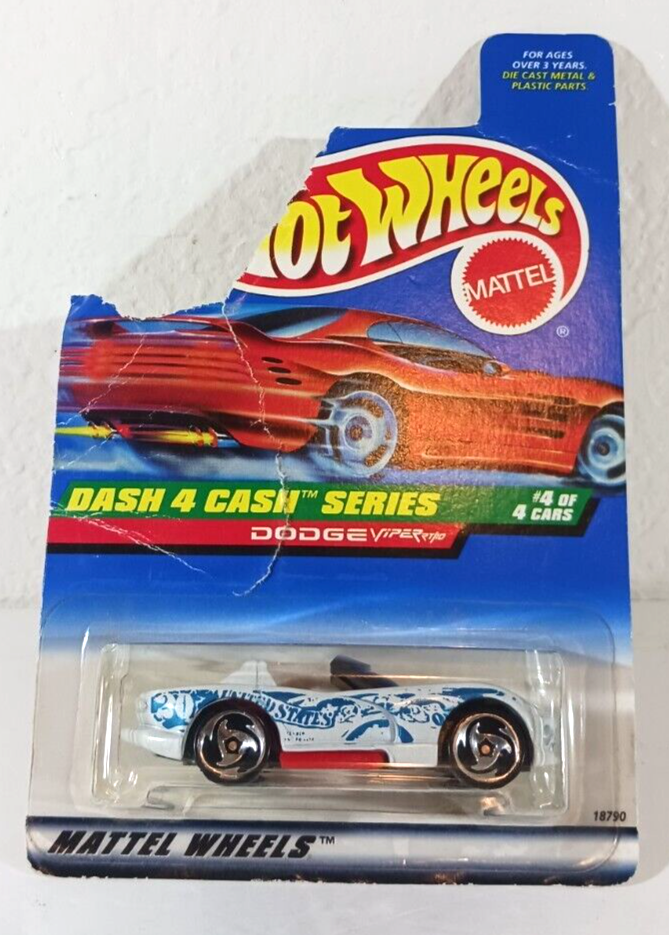 FOR AGES
OVER 3 YEARS.
DIE CAST METAL &
PLASTIC PARTS
ot Wheels
MATTEL
®
DASH 4 CASH™ SERIES
#4 OF
4 CARS
DODGE VIPER RT/10
UNITED STATES
18790
MATTEL WHEELS™